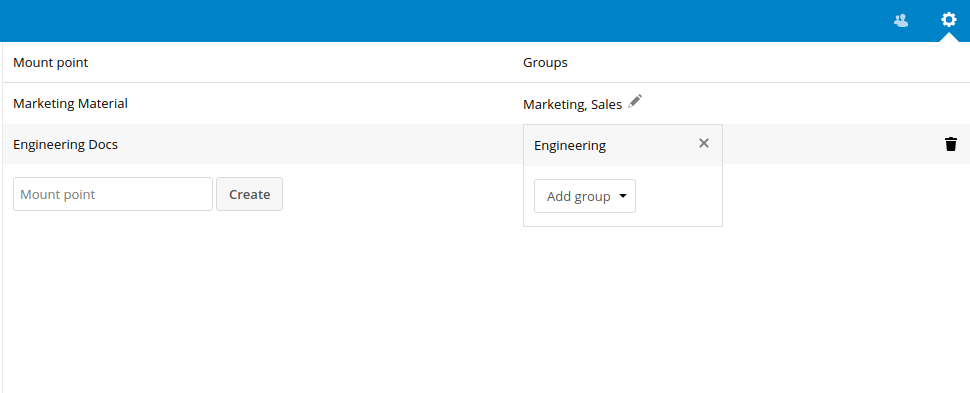 Mount point Groups
Marketing Material Marketing, Sales
Engineering Docs Engineering
Mount point Create Add group